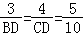 3/BD = 4/CD = 5/10